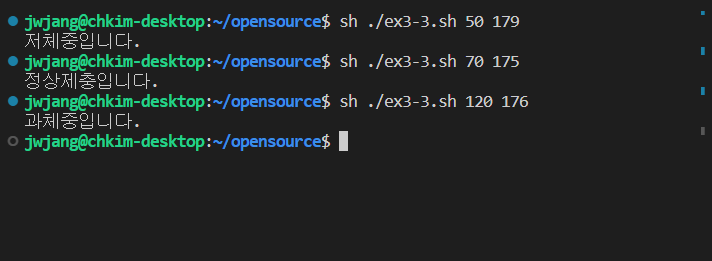 jwjang@chkim-desktop:~/opensource$ sh ./ex3-3.sh 50 179
저체중입니다.
jwjang@chkim-desktop:~/opensource$ sh ./ex3-3.sh 70 175
정상제충입니다.
jwjang@chkim-desktop:~/opensource$ sh ./ex3-3.sh 120 176
과체중입니다.
jwjang@chkim-desktop:~/opensource$